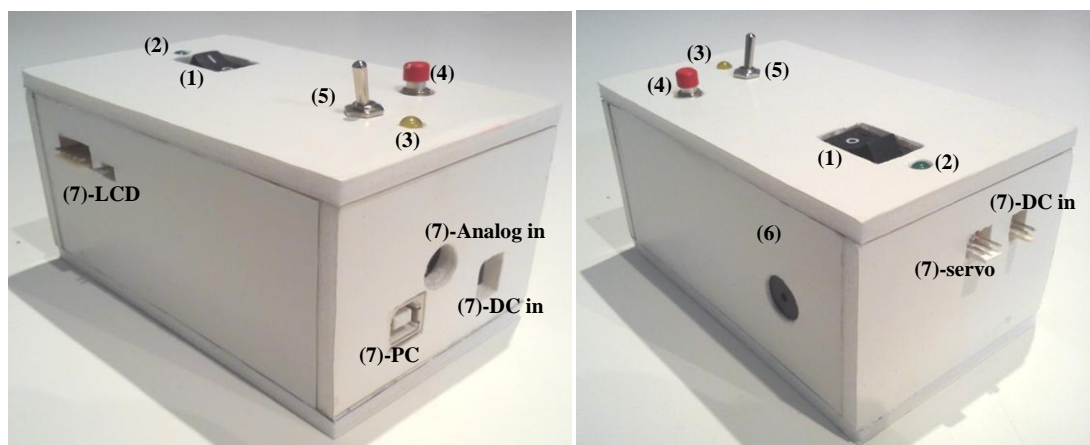 (2)
(1)
(4)
(5)
(3)
(7)-LCD
(7)-Analog in
(7)-DC in
(7)-PC
(3)
(4)
(5)
(1)
(2)
(7)-DC in
(6)
(7)-servo